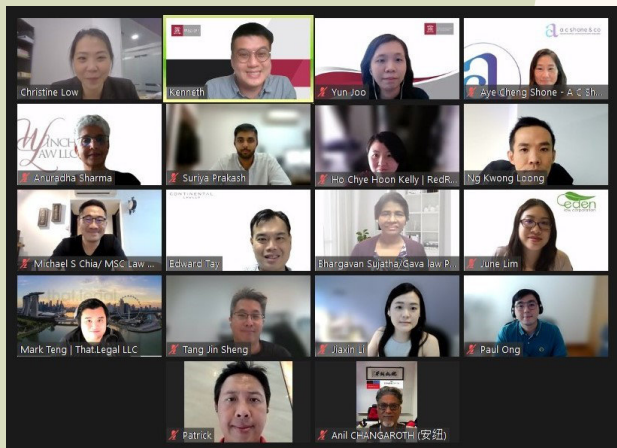 Christine Low
Kenneth
Yun Joo
a c shone & co
Aye Cheng Shone - A C Sh...
Anuradha Sharma
Suriya Prakash
Ho Chye Hoon Kelly | RedR...
Ng Kwong Loong
Michael S Chia/ MSC Law ...
CONTINENTAL
Edward Tay
Bhargavan Sujatha/Gava law P...
eden
June Lim
Mark Teng | That.Legal LLC
Tang Jin Sheng
Jiaxin Li
Paul Ong
Patrick
Anil CHANGAROTH (安紐)